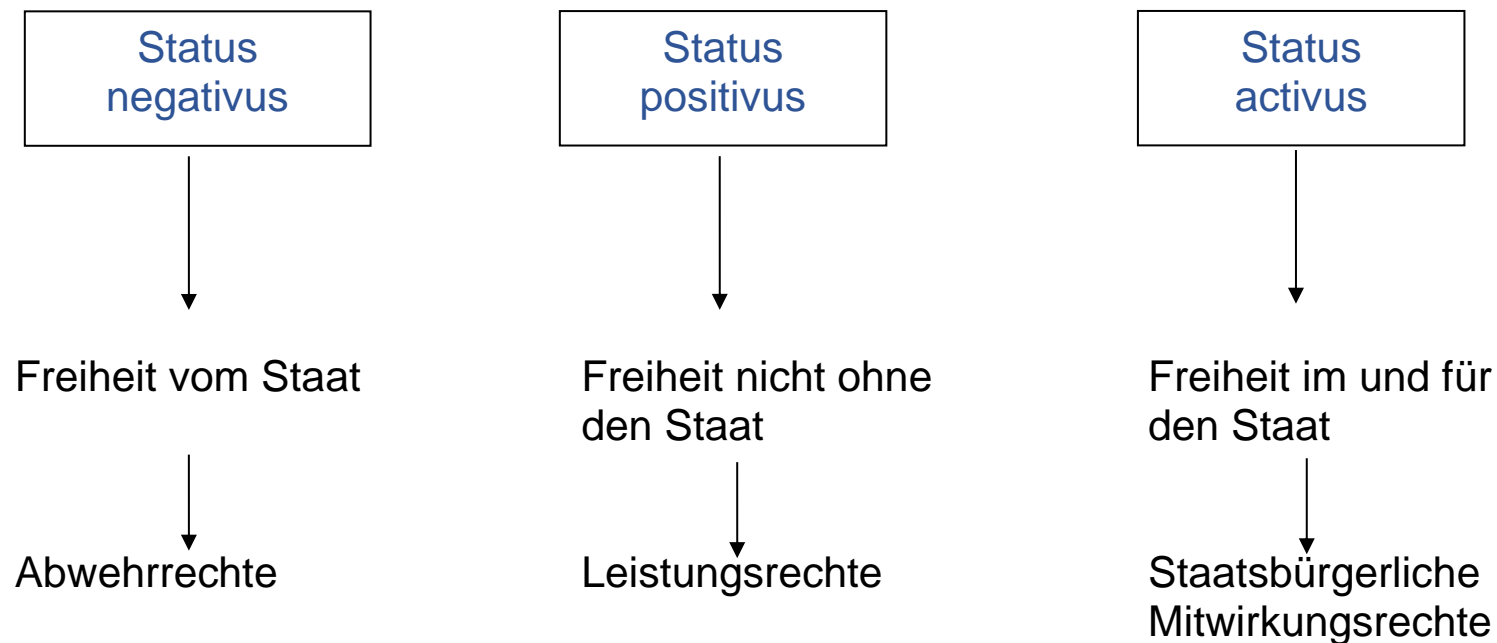 Status
negativus
Status
positivus
Status
activus
Freiheit vom Staat
Freiheit nicht ohne
den Staat
Freiheit im und für
den Staat
Abwehrrechte
Leistungsrechte
Staatsbürgerliche
Mitwirkungsrechte